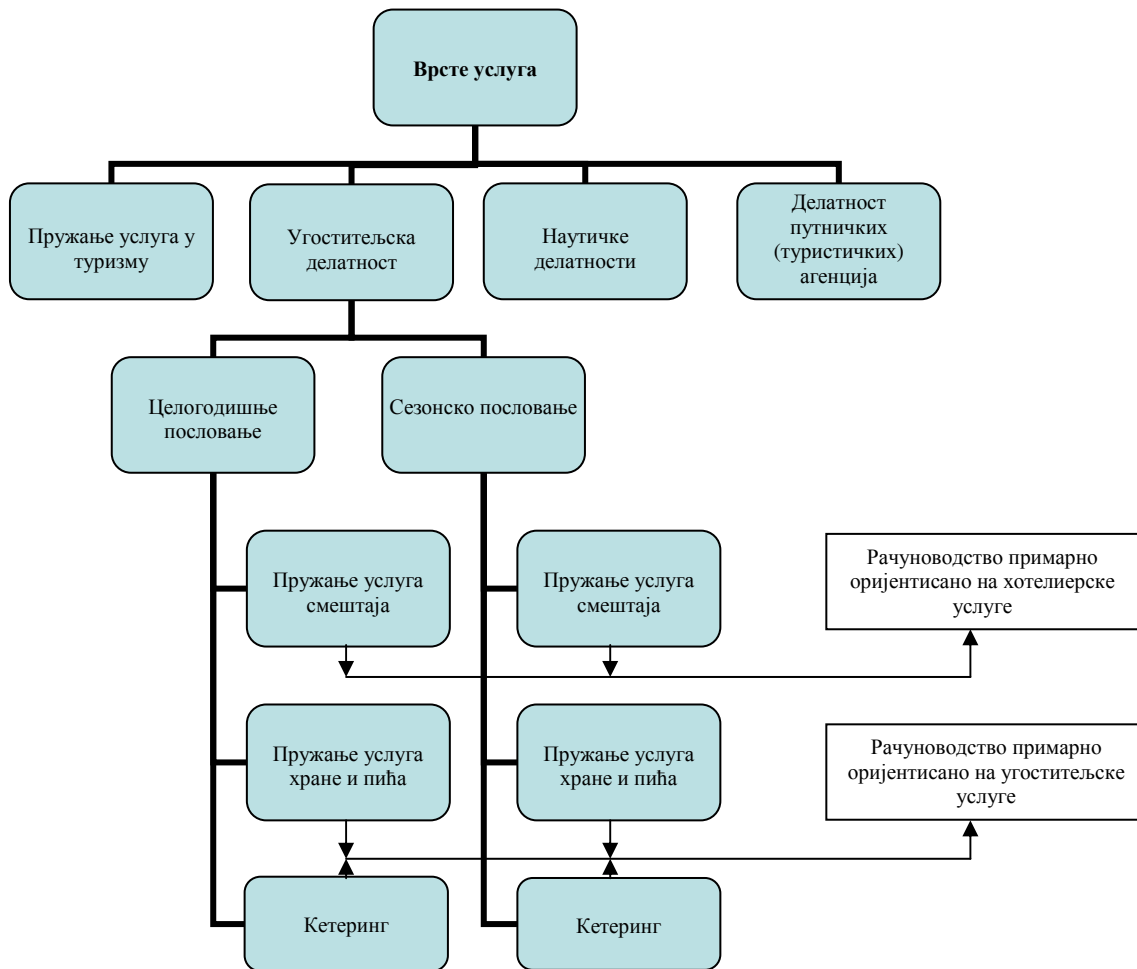 Врсте услуга
Пружање услуга у
туризму
Угоститељска
делатност
Наутичке
делатности
Делатност
путничких
(туристичких)
агенција
Целогодишње
пословање
Сезонско пословање
Пружање услуга
смештаја
Пружање услуга
смештаја
Рачуноводство примарно
оријентисано на хотелиерске
услуге
Пружање услуга
хране и пића
Пружање услуга
хране и пића
Рачуноводство примарно
оријентисано на угоститељске
услуге
Кетеринг
Кетеринг